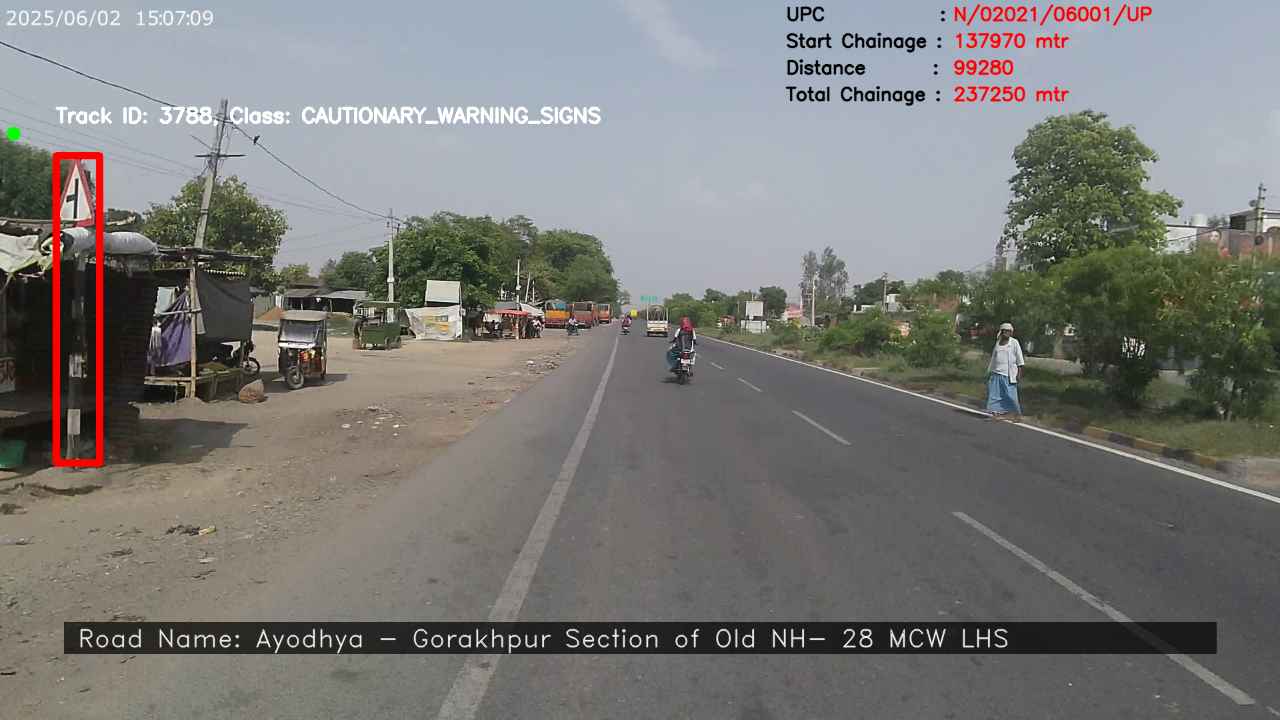 2025/06/02 15:07:09
UPC : N/02021/06001/UP
Start Chainage : 137970 mtr
Distance : 99280
Total Chainage : 237250 mtr
Track ID: 3788, Class: CAUTIONARY_WARNING_SIGNS
Road Name: Ayodhya - Gorakhpur Section of Old NH- 28 MCW LHS